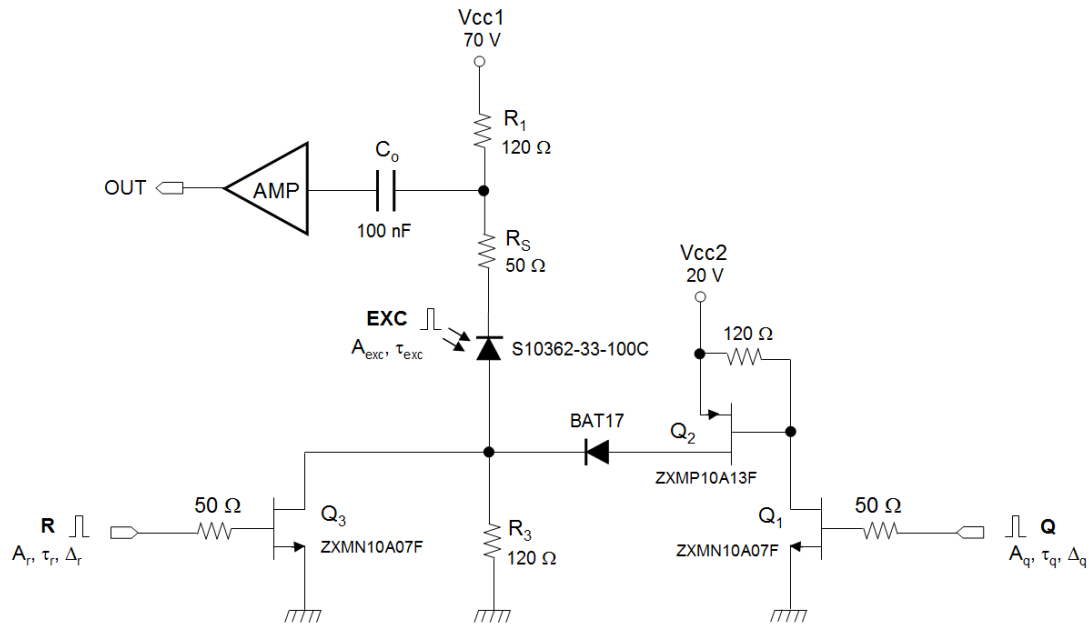 Vcc1
70 V
R1
120 Ω
Co
OUT
AMP
100 nF
RS
50 Ω
Vcc2
20 V
EXC
Aexc, τexc
S10362-33-100C
120 Ω
BAT17
Q2
ZXMP10A13F
50 Ω
Q3
R
Ar, τr, Δr
ZXMN10A07F
R3
120 Ω
Q1
50 Ω
ZXMN10A07F
Q
Aq, τq, Δq